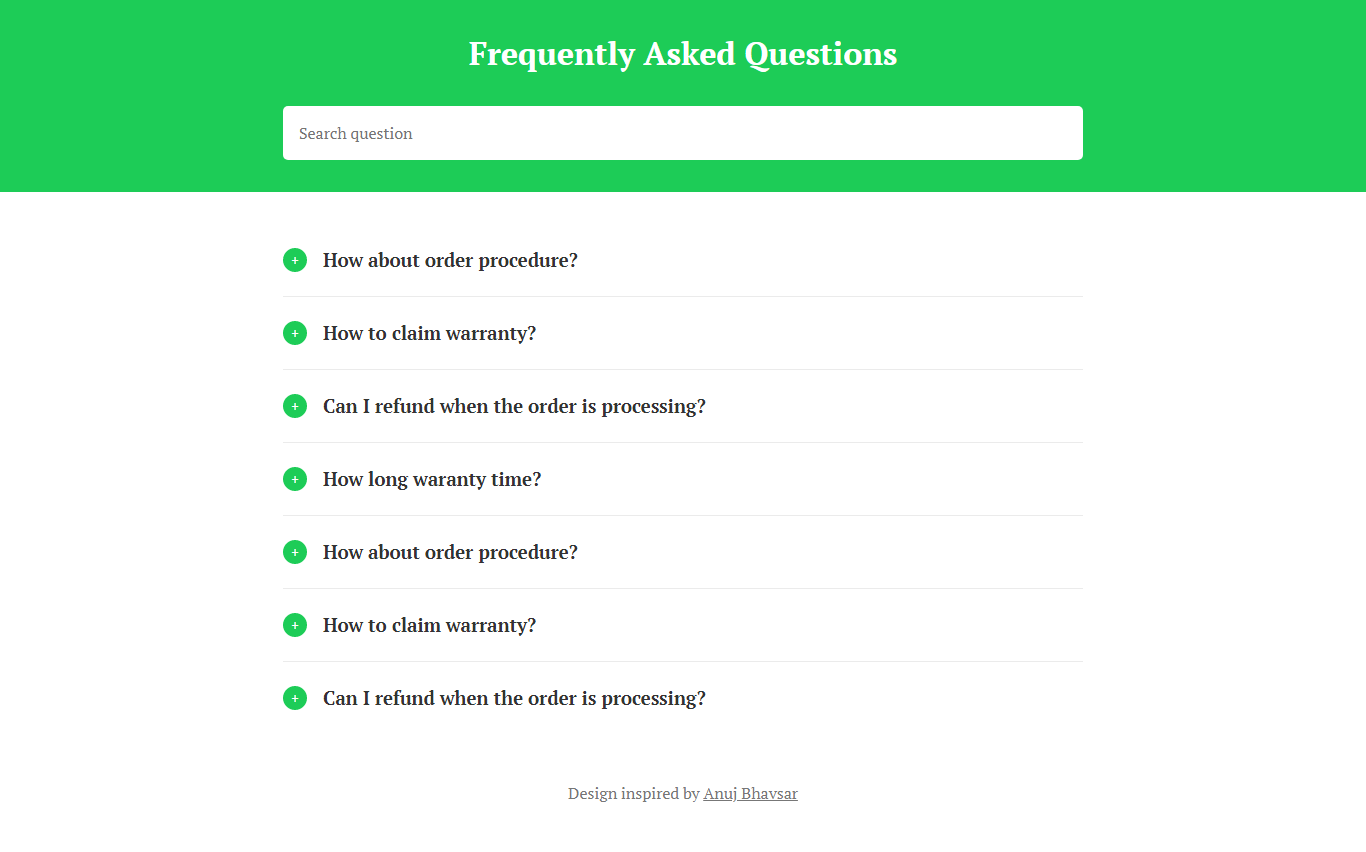 Frequently Asked Questions
Search question
+ How about order procedure?
+ How to claim warranty?
+ Can I refund when the order is processing?
+ How long waranty time?
+ How about order procedure?
+ How to claim warranty?
+ Can I refund when the order is processing?
Design inspired by Anuj Bhavsar